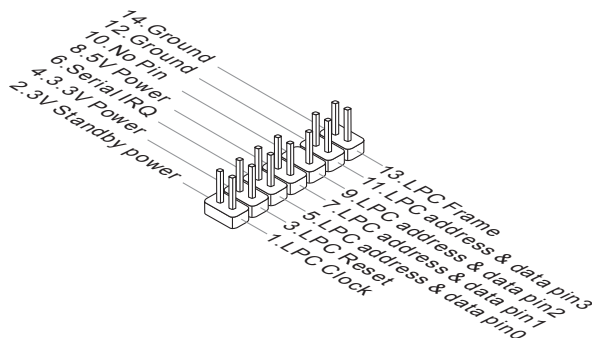 14.Ground
12.Ground
10.No Pin
8.5V Power
6.Serial IRQ
4.3.3V Power
2.3V Standby power
13.LPC Frame
11.LPC address & data pin3
9.LPC address & data pin2
7.LPC address & data pin1
5.LPC address & data pin0
3.LPC Reset
1.LPC Clock